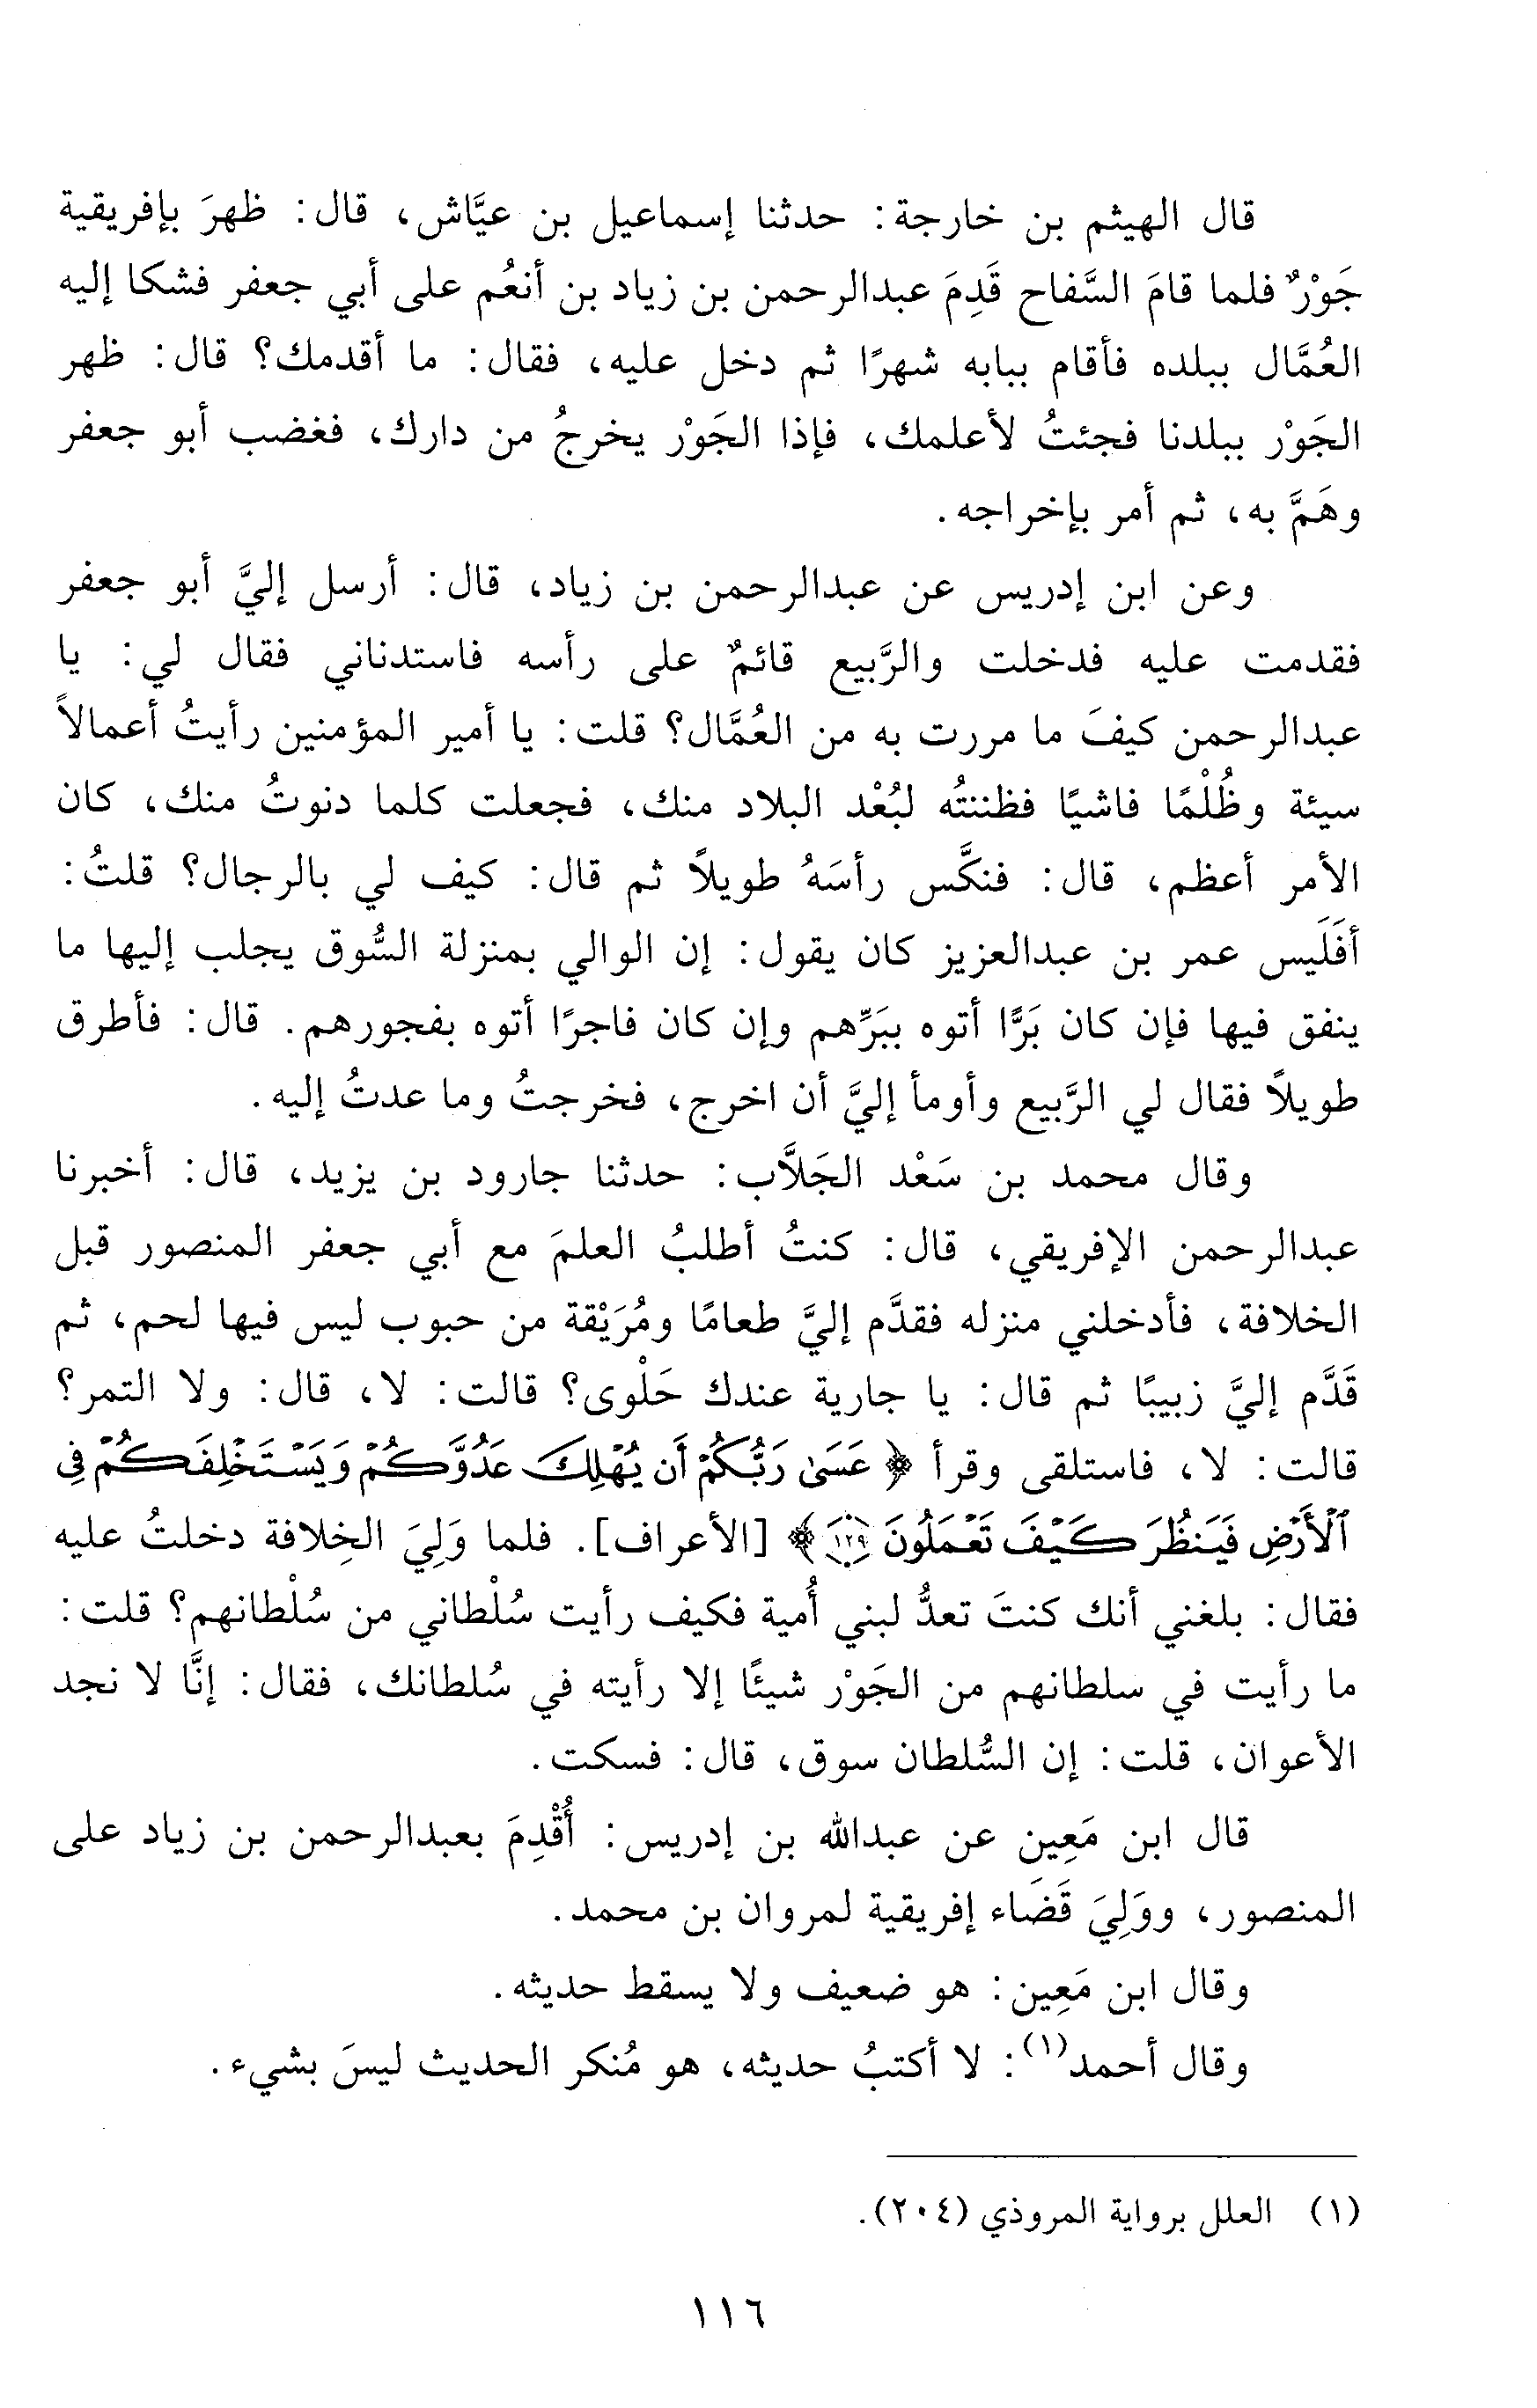 قال الهيثم بن خارجة: حدثنا إسماعيل بن عيَّاش، قال: ظهرَ بإفريقية
جَوْرٌ فلما قامَ السَّفاح قَدِمَ عبدالرحمن بن زياد بن أنعُم على أبي جعفر فشكا إليه
العُمَّال ببلده فأقام ببابه شهرًا ثم دخل عليه، فقال: ما أقدمك؟ قال: ظهر
الجَوْر ببلدنا فجئتُ لأعلمك، فإذا الجَوْر يخرجُ من دارك، فغضب أبو جعفر
وهَمَّ به، ثم أمر بإخراجه.
وعن ابن إدريس عن عبدالرحمن بن زياد، قال: أرسل إليَّ أبو جعفر
فقدمت عليه فدخلت والرَّبيع قائمٌ على رأسه فاستدناني فقال لي: يا
عبدالرحمن كيفَ ما مررت به من العُمَّال؟ قلت: يا أمير المؤمنين رأيتُ أعمالاً
سيئة وظُلْمًا فاشيًا فظننتُه لبُعْد البلاد منك، فجعلت كلما دنوتُ منك، كان
الأمر أعظم، قال: فنكَّس رأسَهُ طويلاً ثم قال: كيف لي بالرجال؟ قلتُ:
أفَلَيس عمر بن عبدالعزيز كان يقول: إن الوالي بمنزلة السُّوق يجلب إليها ما
ينفق فيها فإن كان بَرًّا أتوه ببَرِّهم وإن كان فاجرًا أتوه بفجورهم. قال: فأطرق
طويلاً فقال لي الرَّبيع وأومأ إليَّ أن اخرج، فخرجتُ وما عدتُ إليه.
وقال محمد بن سَعْد الجَلاَّب: حدثنا جارود بن يزيد، قال: أخبرنا
عبدالرحمن الإفريقي، قال: كنتُ أطلبُ العلمَ مع أبي جعفر المنصور قبل
الخلافة، فأدخلني منزله فقدَّم إليَّ طعامًا ومُرَيْقة من حبوب ليس فيها لحم، ثم
قَدَّم إليَّ زبيبًا ثم قال: يا جارية عندك حَلْوى؟ قالت: لا، قال: ولا التمر؟
قالت: لا، فاستلقى وقرأ ﴿ عَسَىٰ رَبُّكُمْ أَن يُهْلِكَ عَدُوَّكُمْ وَيَسْتَخْلِفَكُمْ فِي
ٱلْأَرْضِ فَيَنظُرَ كَيْفَ تَعْمَلُونَ ١٢٩ ﴾ [الأعراف]. فلما وَلِيَ الخِلافة دخلتُ عليه
فقال: بلغني أنك كنتَ تعدُّ لبني أُمية فكيف رأيت سُلْطاني من سُلْطانهم؟ قلت:
ما رأيت في سلطانهم من الجَوْر شيئًا إلا رأيته في سُلطانك، فقال: إنَّا لا نجد
الأعوان، قلت: إن السُّلطان سوق، قال: فسكت.
قال ابن مَعِين عن عبدالله بن إدريس: أُقْدِمَ بعبدالرحمن بن زياد على
المنصور، ووَلِيَ قَضَاء إفريقية لمروان بن محمد.
وقال ابن مَعِين: هو ضعيف ولا يسقط حديثه.
وقال أحمد(١): لا أكتبُ حديثه، هو مُنكر الحديث ليسَ بشيء.
(١) العلل برواية المروذي (٢٠٤).
١١٦